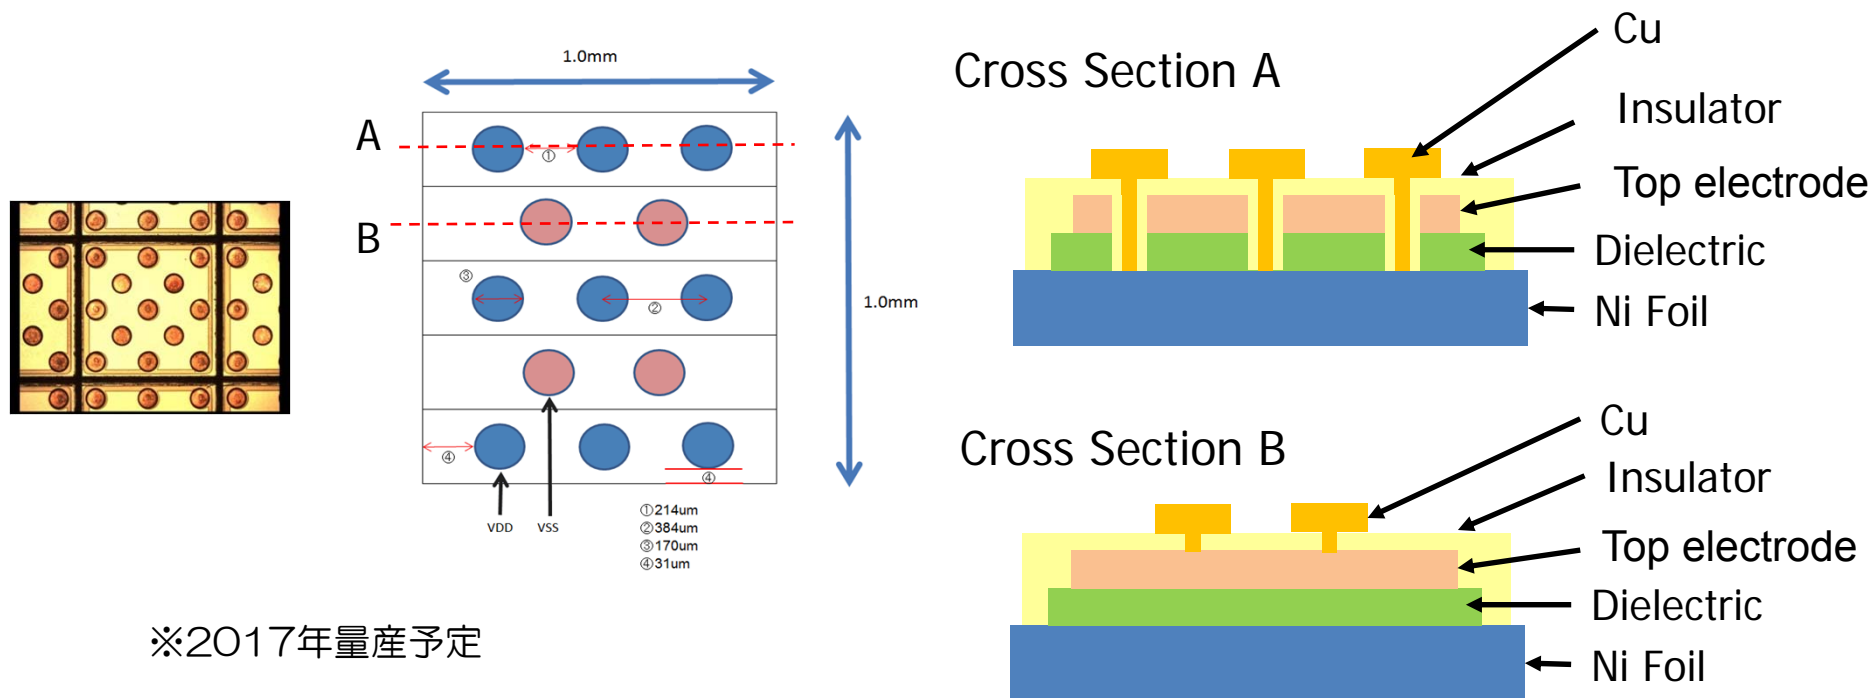 1.0mm
A
①
B
③
②
1.0mm
④
④
VDD
VSS
①214um
②384um
③170um
④31um
※2017年量産予定
Cross Section A
Cu
Insulator
Top electrode
Dielectric
Ni Foil
Cross Section B
Cu
Insulator
Top electrode
Dielectric
Ni Foil